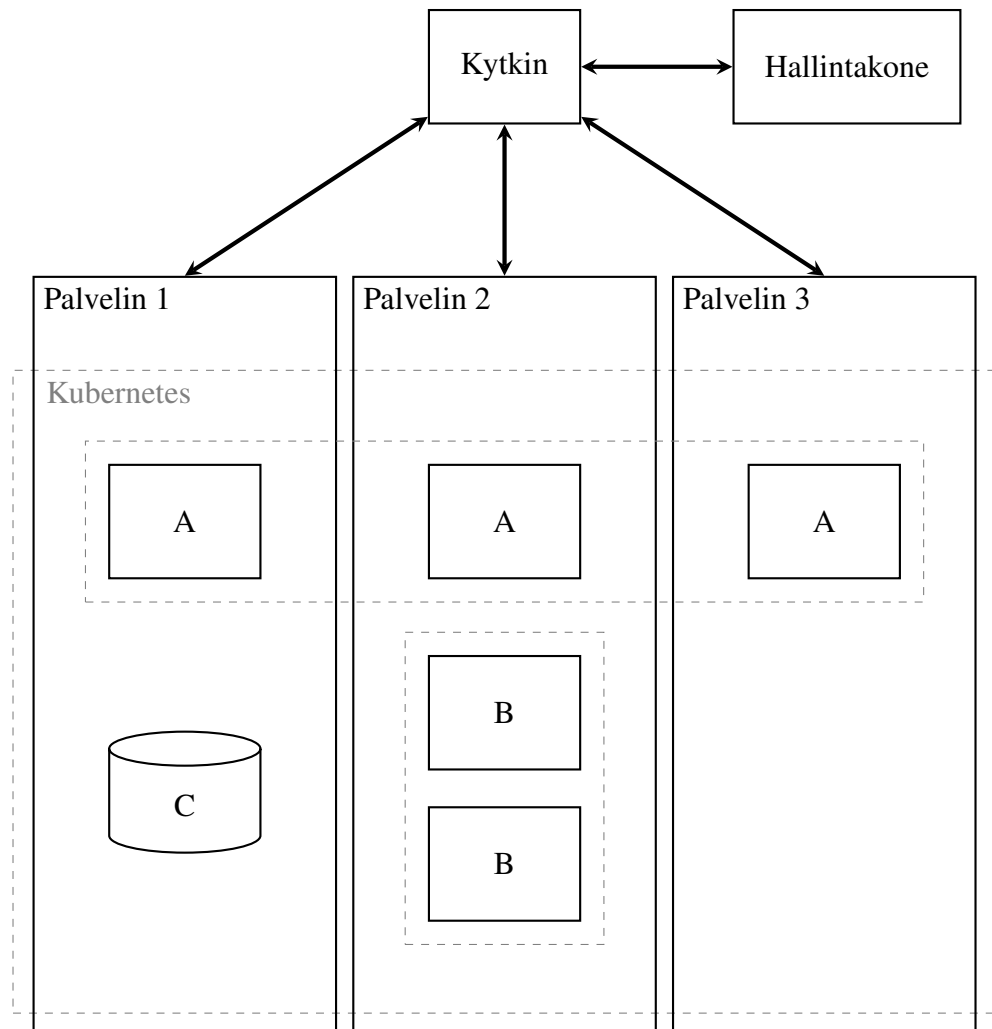 Kytkin
Hallintakone
Palvelin 1
Palvelin 2
Palvelin 3
Kubernetes
A
A
A
B
C
B